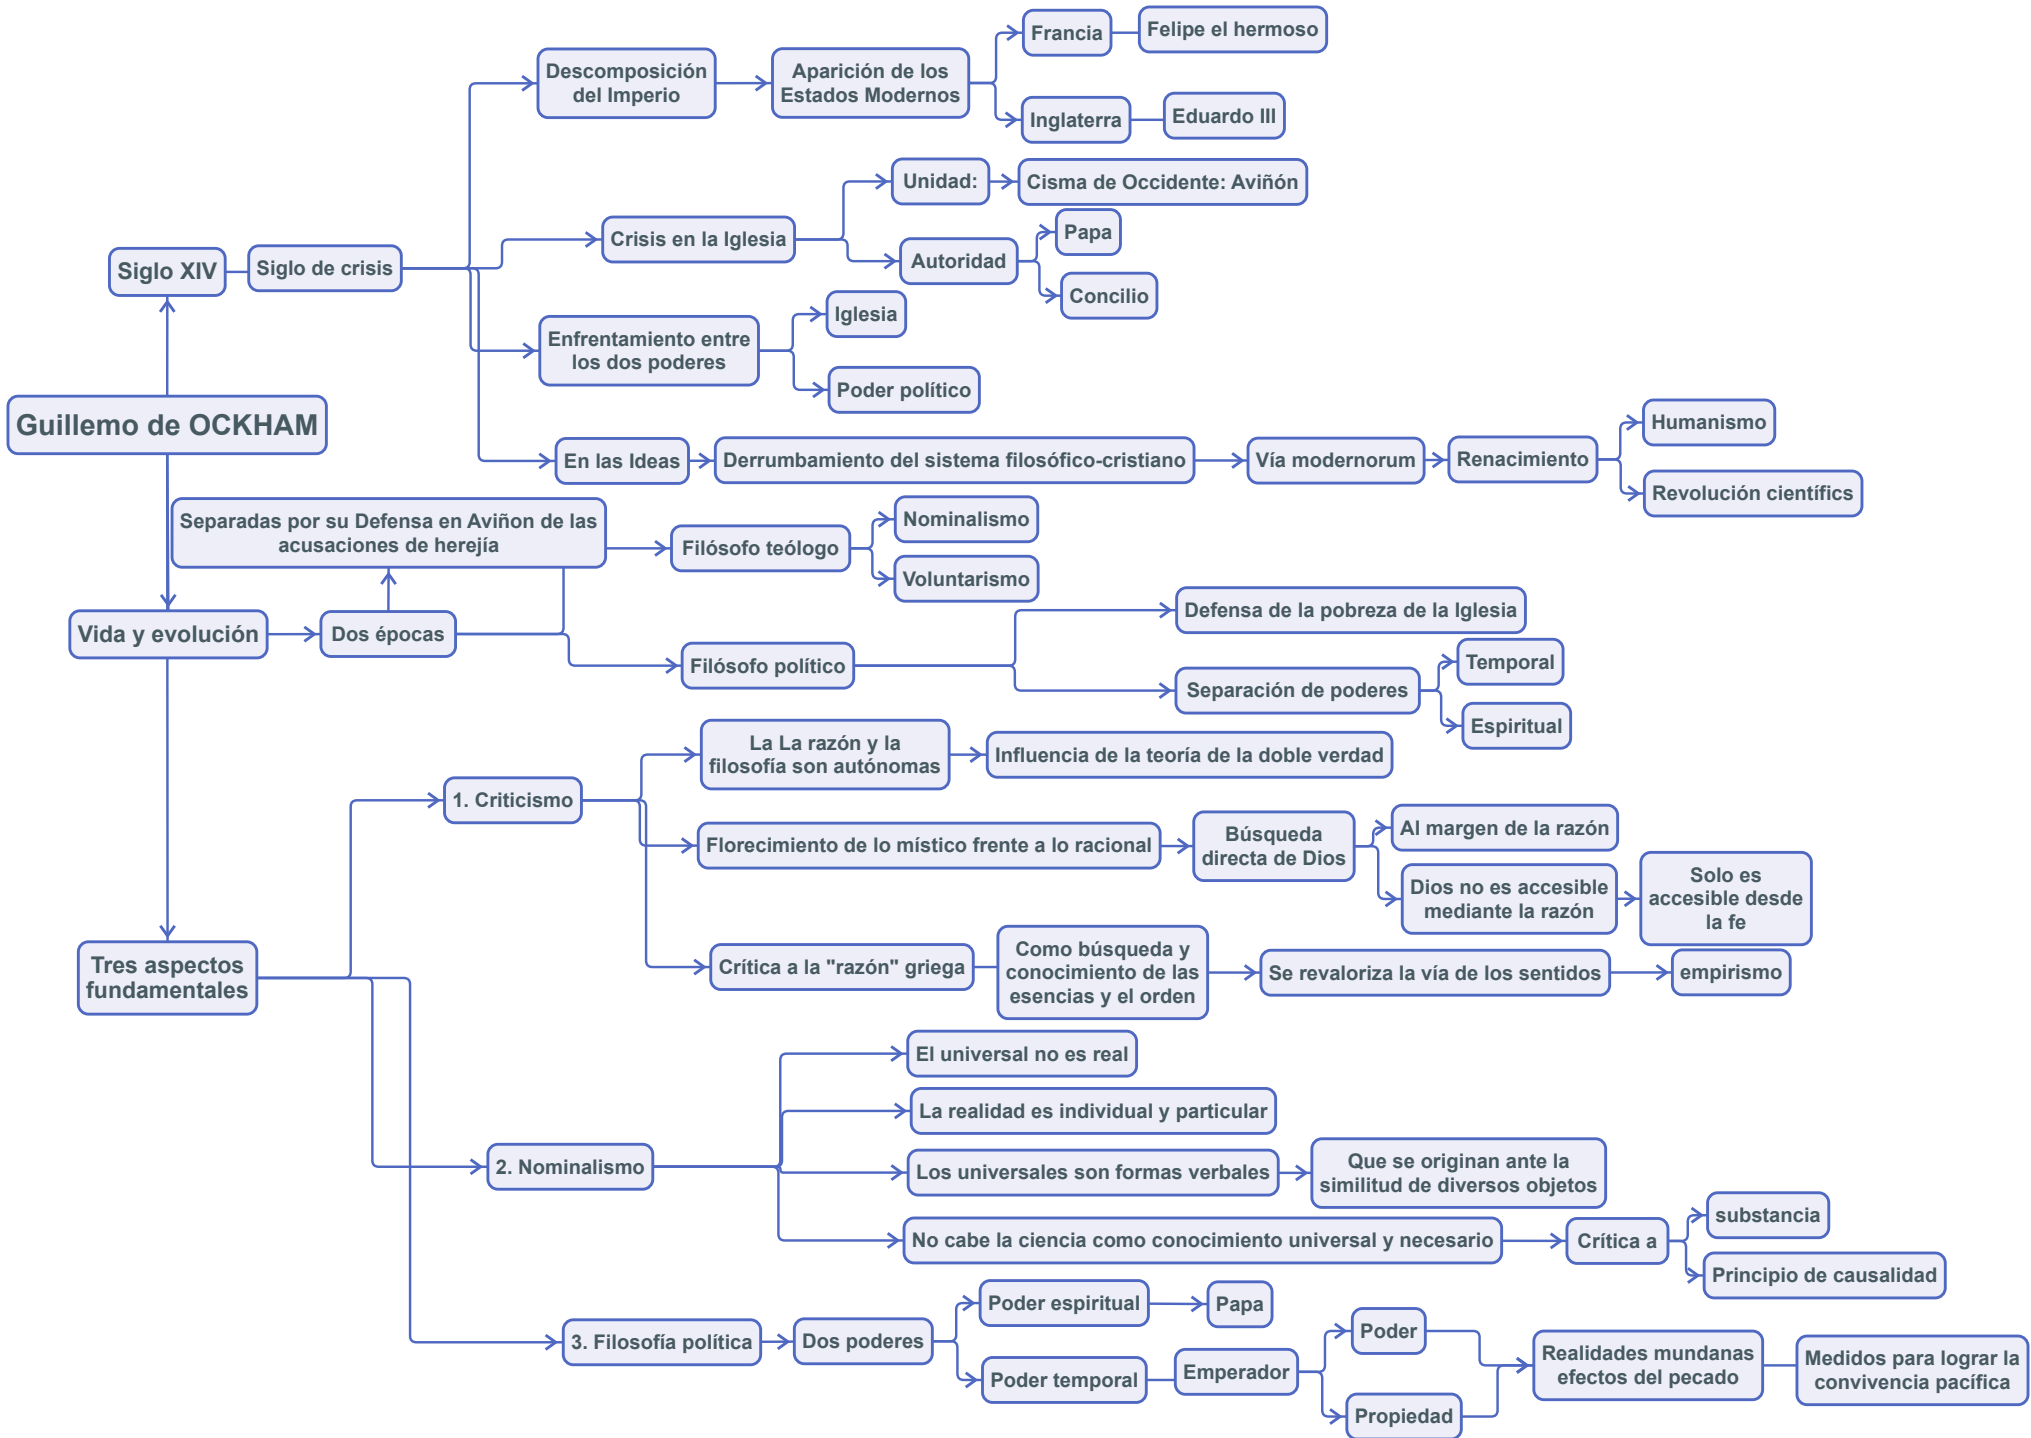 Francia
Felipe el hermoso
Descomposición
del Imperio
Aparición de los
Estados Modernos
Inglaterra
Eduardo III
Unidad:
Cisma de Occidente: Aviñón
Crisis en la Iglesia
Papa
Autoridad
Concilio
Siglo XIV
Siglo de crisis
Iglesia
Enfrentamiento entre
los dos poderes
Poder político
Guillemo de OCKHAM
Humanismo
En las Ideas
Derrumbamiento del sistema filosófico-cristiano
Vía modernorum
Renacimiento
Revolución científics
Separadas por su Defensa en Aviñon de las
acusaciones de herejía
Filósofo teólogo
Nominalismo
Voluntarismo
Vida y evolución
Dos épocas
Defensa de la pobreza de la Iglesia
Filósofo político
Temporal
Separación de poderes
Espiritual
La La razón y la
filosofía son autónomas
Influencia de la teoría de la doble verdad
1. Criticismo
Florecimiento de lo místico frente a lo racional
Búsqueda
directa de Dios
Al margen de la razón
Dios no es accesible
mediante la razón
Solo es
accesible desde
la fe
Tres aspectos
fundamentales
Crítica a la "razón" griega
Como búsqueda y
conocimiento de las
esencias y el orden
Se revaloriza la vía de los sentidos
empirismo
El universal no es real
La realidad es individual y particular
2. Nominalismo
Los universales son formas verbales
Que se originan ante la
similitud de diversos objetos
No cabe la ciencia como conocimiento universal y necesario
Crítica a
substancia
Principio de causalidad
Poder espiritual
Papa
3. Filosofía política
Dos poderes
Poder temporal
Emperador
Poder
Propiedad
Realidades mundanas
efectos del pecado
Medidos para lograr la
convivencia pacífica